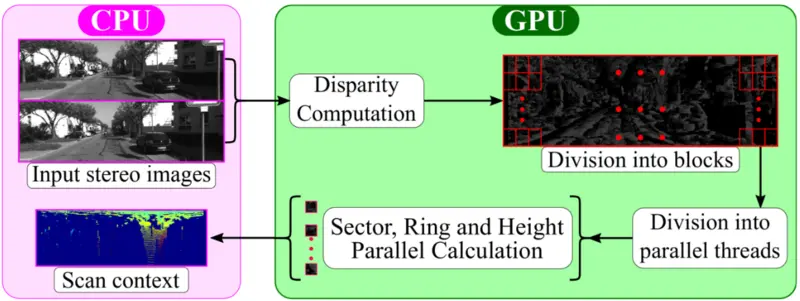 CPU
GPU
Input stereo images
Disparity
Computation
Division into blocks
Division into
parallel threads
Sector, Ring and Height
Parallel Calculation
Scan context